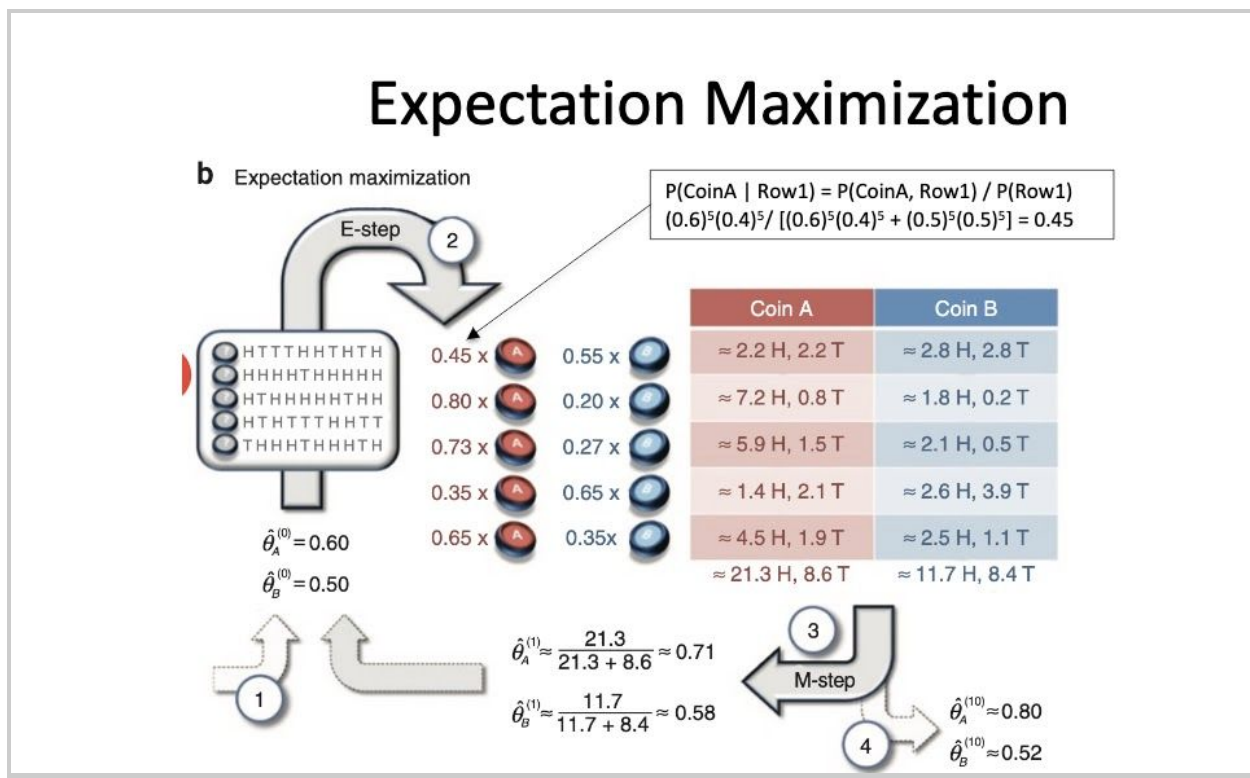 Expectation Maximization
b Expectation maximization
P(CoinA | Row1) = P(CoinA, Row1) / P(Row1)
(0.6)⁵(0.4)⁵/ [(0.6)⁵(0.4)⁵ + (0.5)⁵(0.5)⁵] = 0.45
E-step
2
Coin A Coin B
HTTTHHTHTH
0.45 x A 0.55 x B
≈ 2.2 H, 2.2 T ≈ 2.8 H, 2.8 T
HHHHTHHHHH
0.80 x A 0.20 x B
≈ 7.2 H, 0.8 T ≈ 1.8 H, 0.2 T
HTHHHHHTHH
0.73 x A 0.27 x B
≈ 5.9 H, 1.5 T ≈ 2.1 H, 0.5 T
HTHTTTHHTT
0.35 x A 0.65 x B
≈ 1.4 H, 2.1 T ≈ 2.6 H, 3.9 T
THHHTHHHTH
0.65 x A 0.35x B
≈ 4.5 H, 1.9 T ≈ 2.5 H, 1.1 T
≈ 21.3 H, 8.6 T ≈ 11.7 H, 8.4 T
θ̂_A^(0) = 0.60
θ̂_B^(0) = 0.50
1
θ̂_A^(1) ≈ 21.3 / 21.3 + 8.6 ≈ 0.71
θ̂_B^(1) ≈ 11.7 / 11.7 + 8.4 ≈ 0.58
3
M-step
4
θ̂_A^(10) ≈ 0.80
θ̂_B^(10) ≈ 0.52